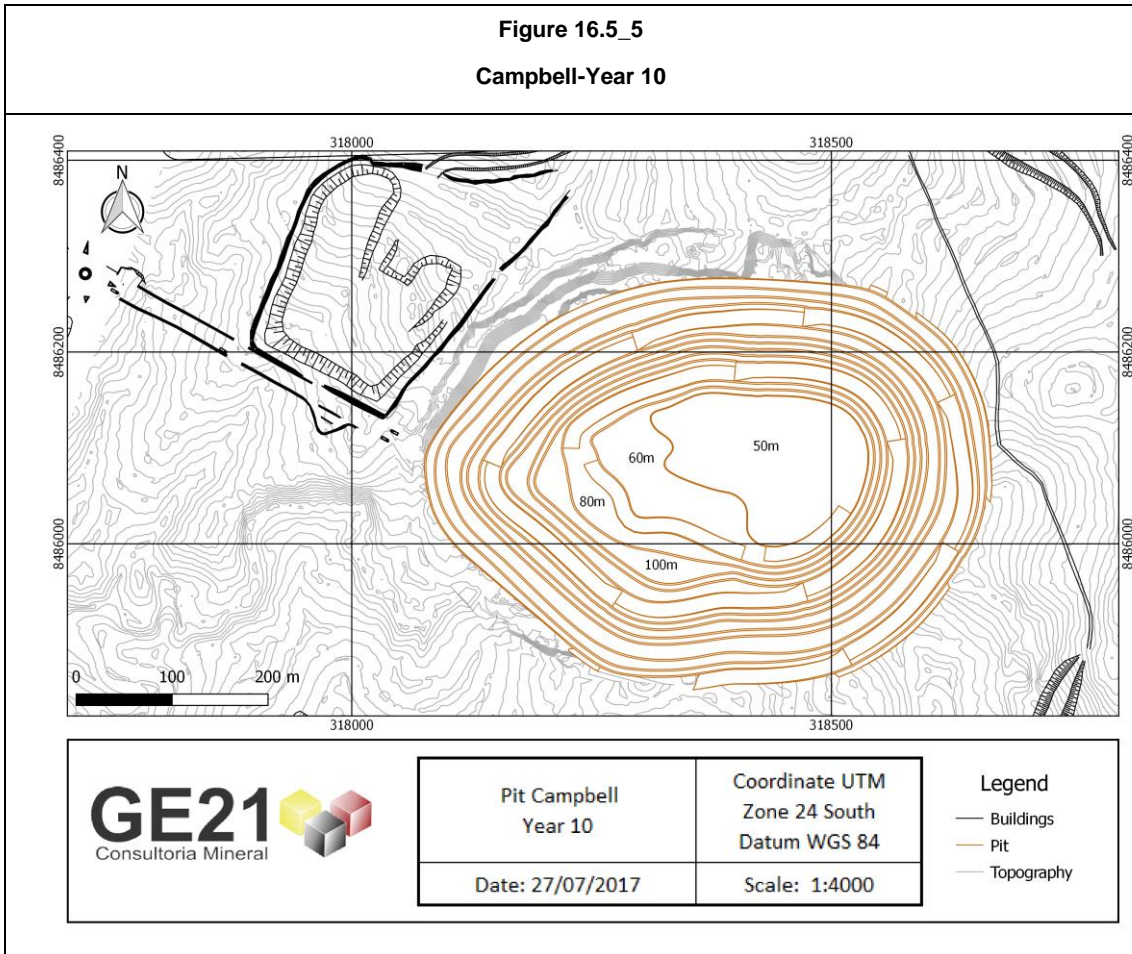 Figure 16.5_5
Campbell-Year 10
318000
318500
8486400
8486400
N
8486200
8486200
50m
60m
80m
8486000
8486000
100m
0 100 200 m
318000
318500
GE21
Consultoria Mineral
Pit Campbell
Year 10
Coordinate UTM
Zone 24 South
Datum WGS 84
Date: 27/07/2017
Scale: 1:4000
Legend
Buildings
Pit
Topography